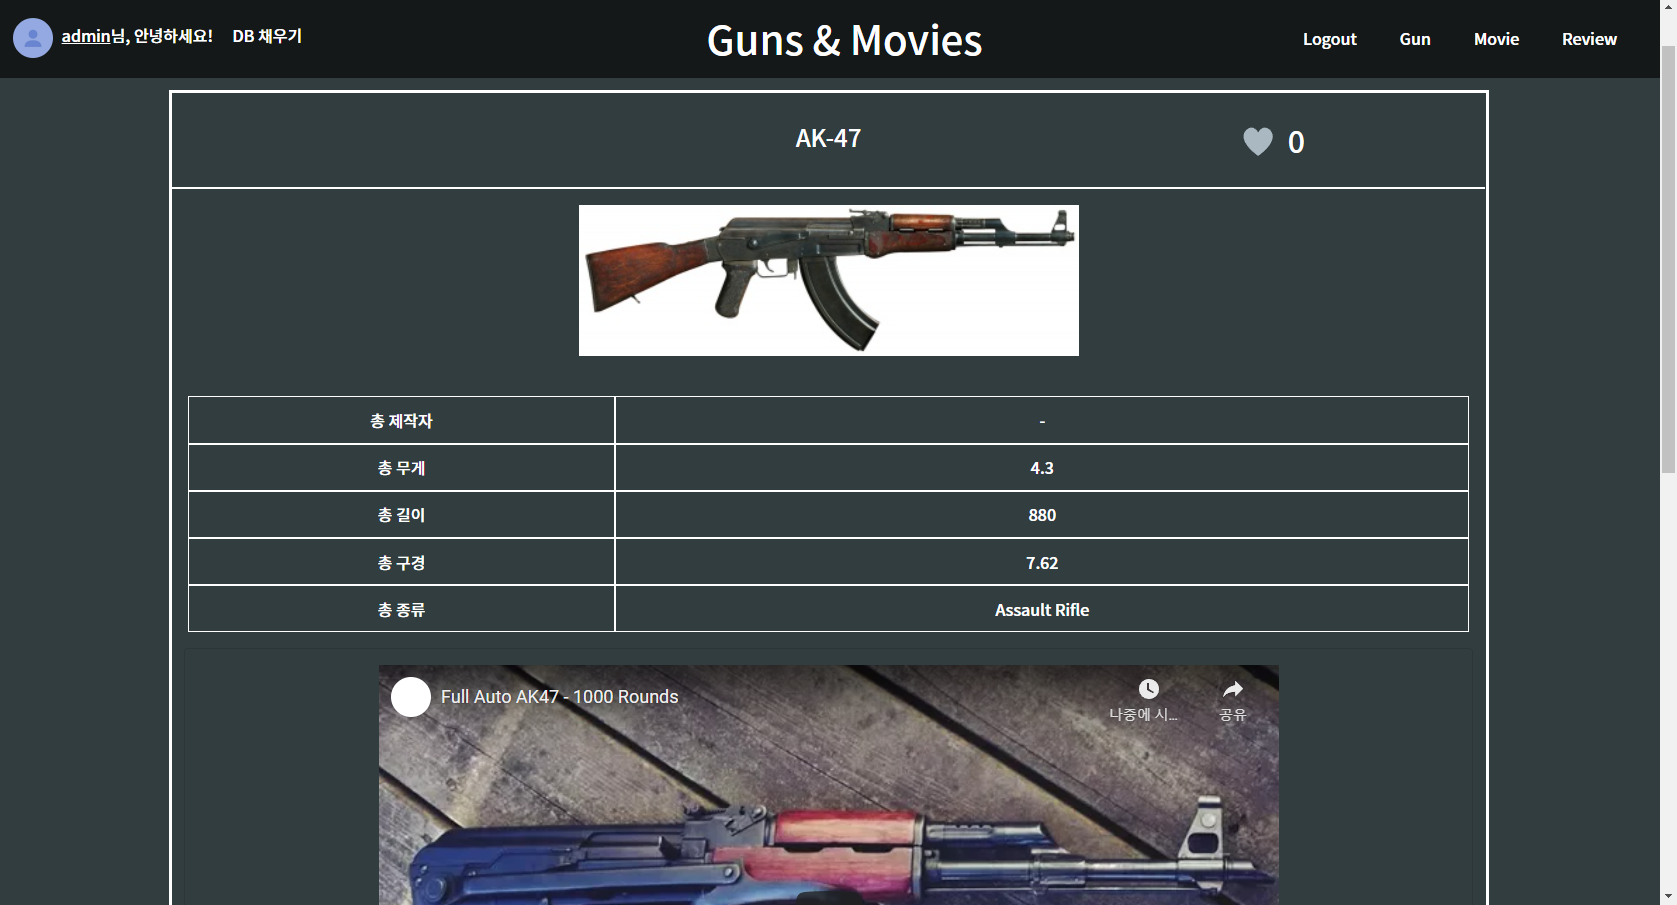 admin님, 안녕하세요! DB 채우기
Guns & Movies
Logout Gun Movie Review
AK-47
0
총 제작자 -
총 무게 4.3
총 길이 880
총 구경 7.62
총 종류 Assault Rifle
Full Auto AK47 - 1000 Rounds
나중에 시...
공유